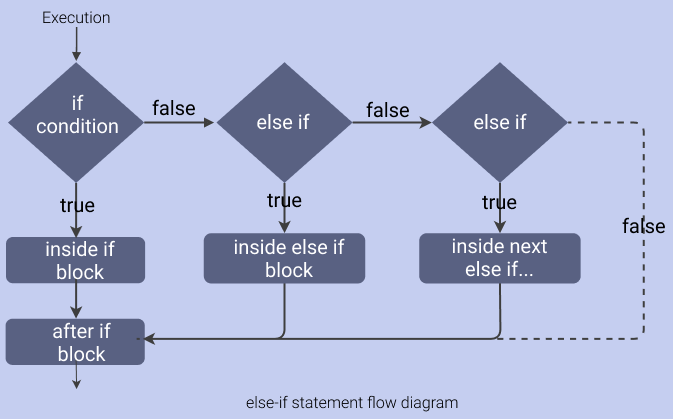 Execution
if
condition
false
else if
false
else if
true
true
true
false
inside if
block
inside else if
block
inside next
else if...
after if
block
else-if statement flow diagram